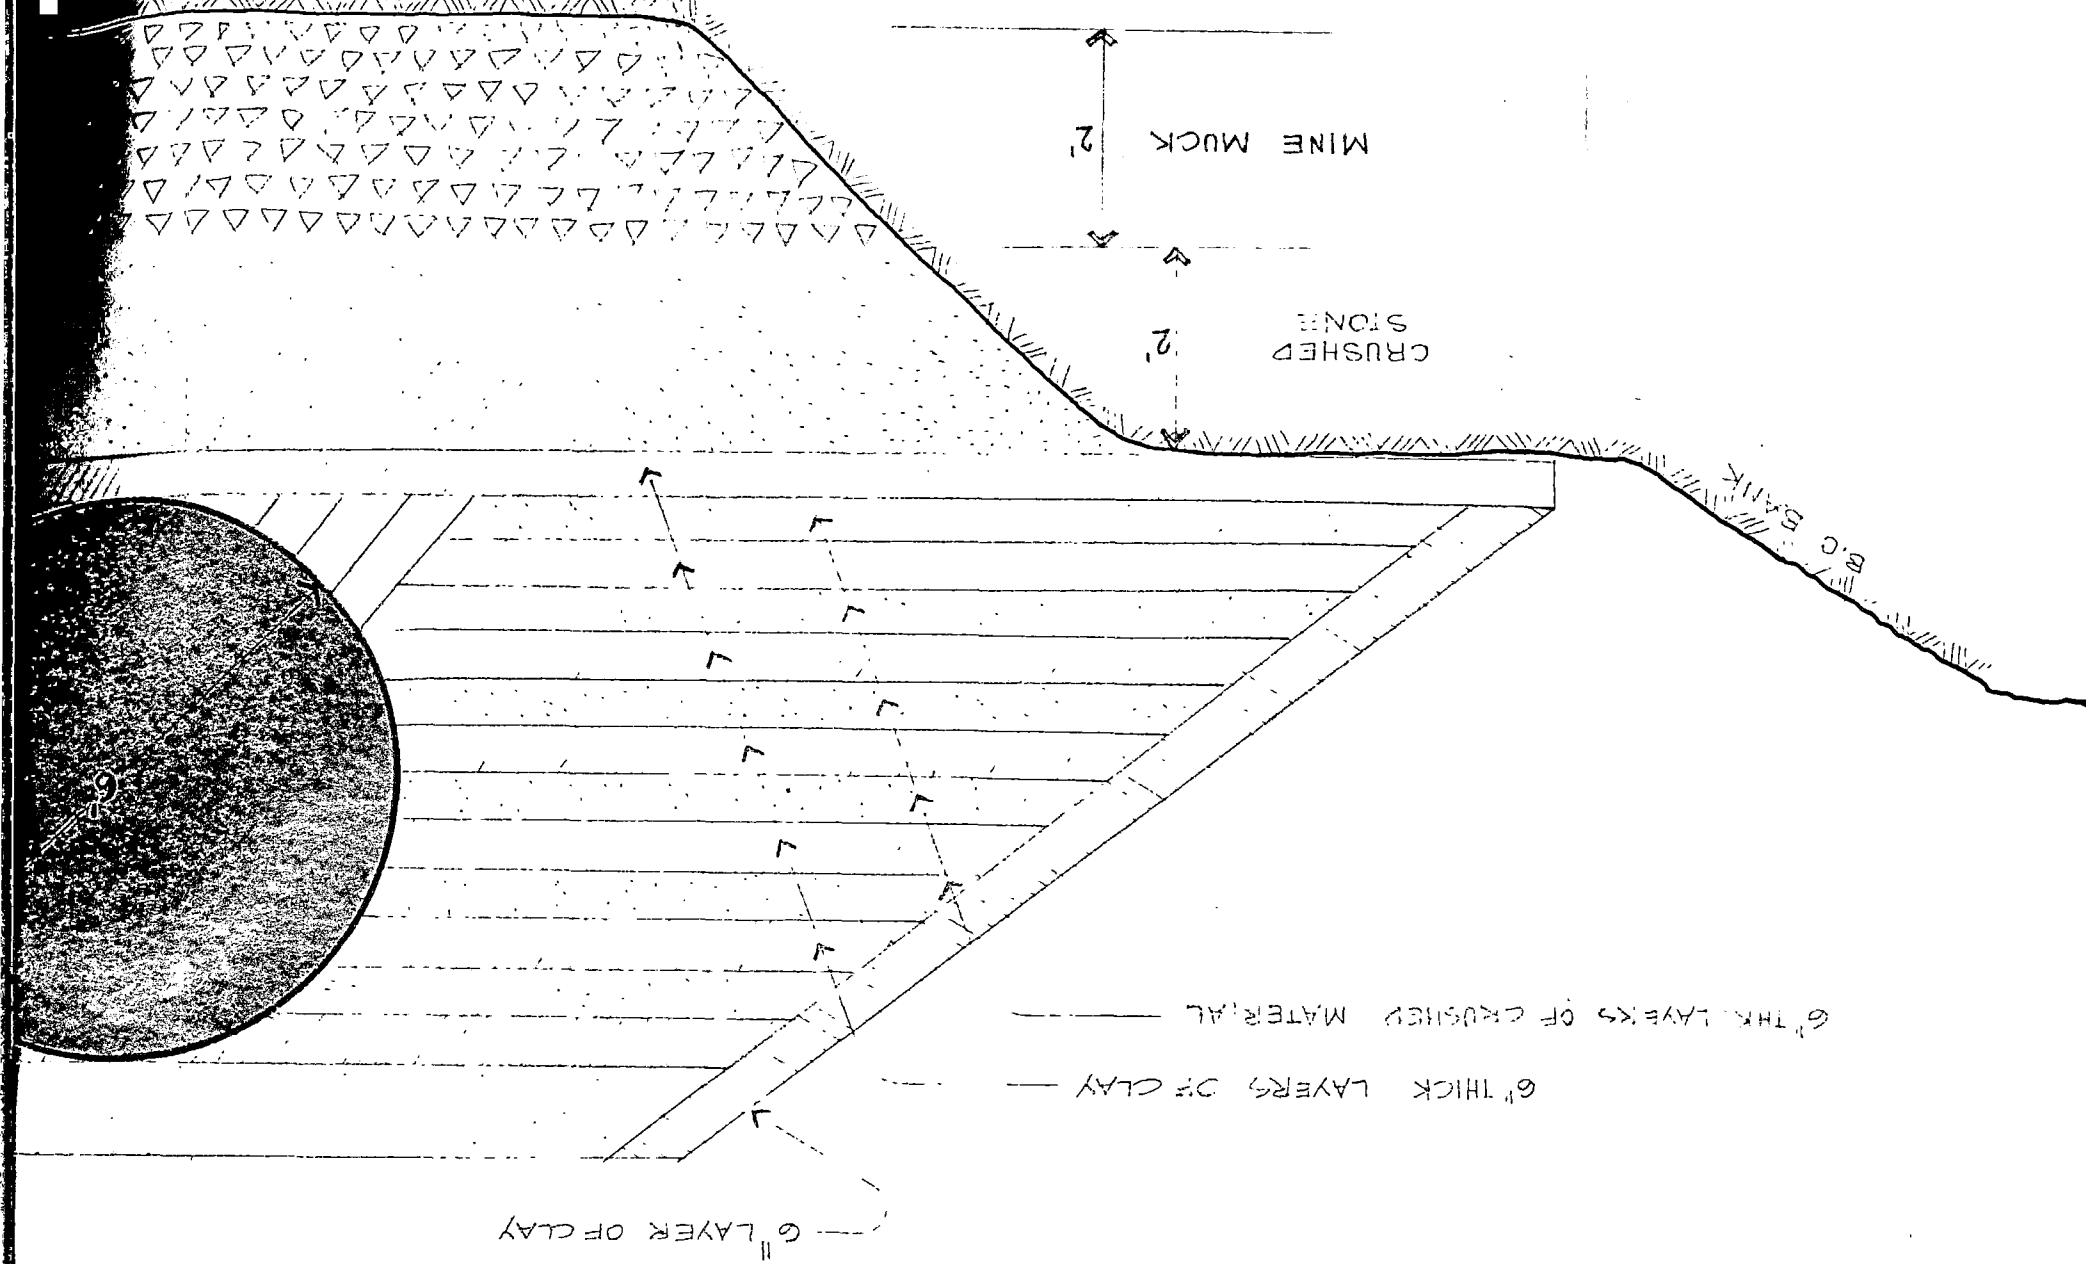 6" LAYER OF CLAY
6" THICK LAYERS OF CLAY
6" THK. LAYERS OF CRUSHED MATERIAL
6'
B.C BANK
CRUSHED
STONE
2'
MINE MUCK
2'